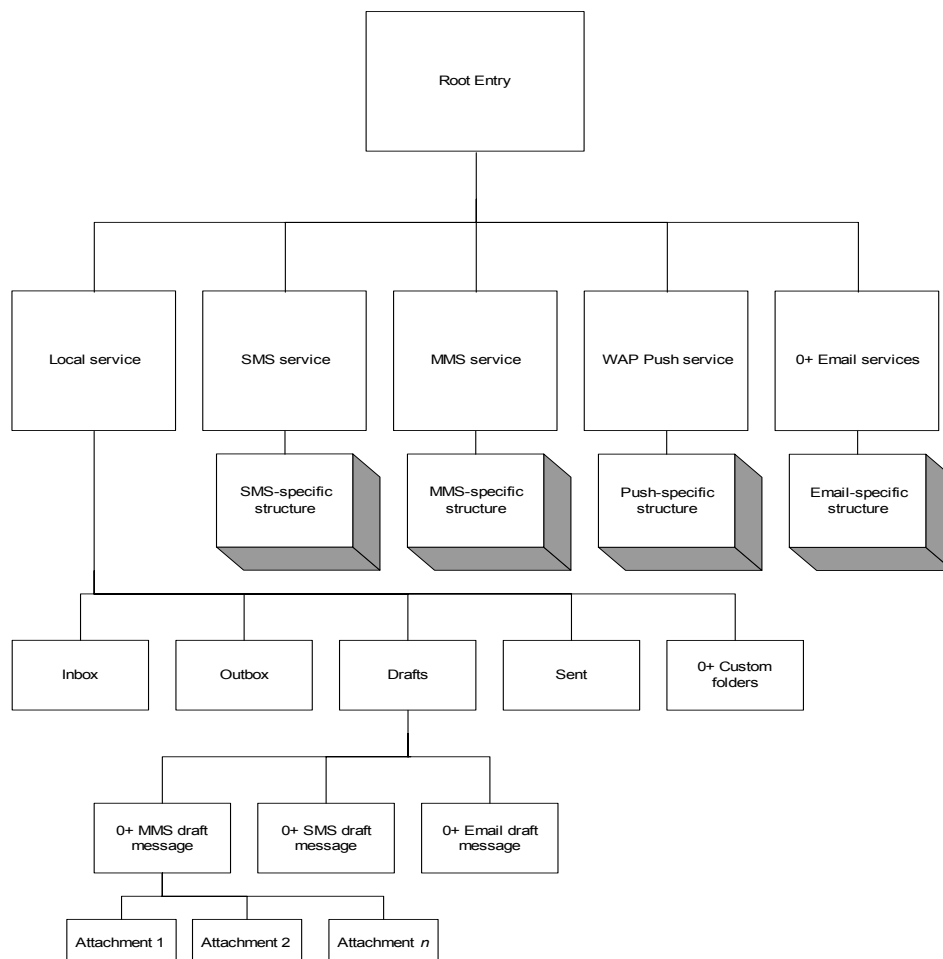 Root Entry
Local service
SMS service
MMS service
WAP Push service
0+ Email services
SMS-specific
structure
MMS-specific
structure
Push-specific
structure
Email-specific
structure
Inbox
Outbox
Drafts
Sent
0+ Custom
folders
0+ MMS draft
message
0+ SMS draft
message
0+ Email draft
message
Attachment 1
Attachment 2
Attachment n